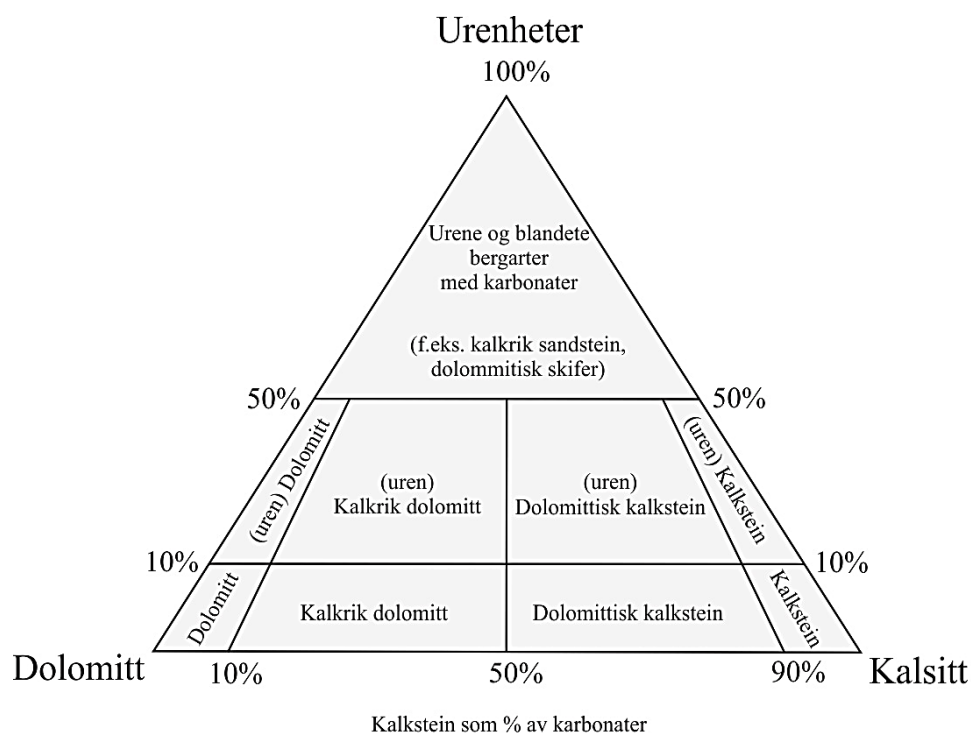 Urenheter
100%
Urene og blandete
bergarter
med karbonater
(f.eks. kalkrik sandstein,
dolommitisk skifer)
50%
50%
(uren) Dolomitt
(uren)
Kalkrik dolomitt
(uren)
Dolomittisk kalkstein
(uren) Kalkstein
10%
10%
Dolomitt
Kalkrik dolomitt
Dolomittisk kalkstein
Kalkstein
Dolomitt
10%
50%
90%
Kalsitt
Kalkstein som % av karbonater